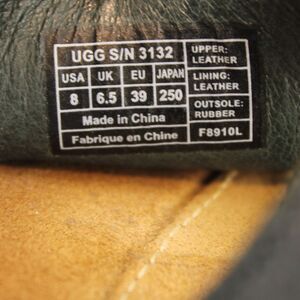 UGG S/N 3132
USA UK EU JAPAN
8 6.5 39 250
Made in China
Fabrique en Chine
UPPER:
LEATHER
LINING:
LEATHER
OUTSOLE:
RUBBER
F8910L